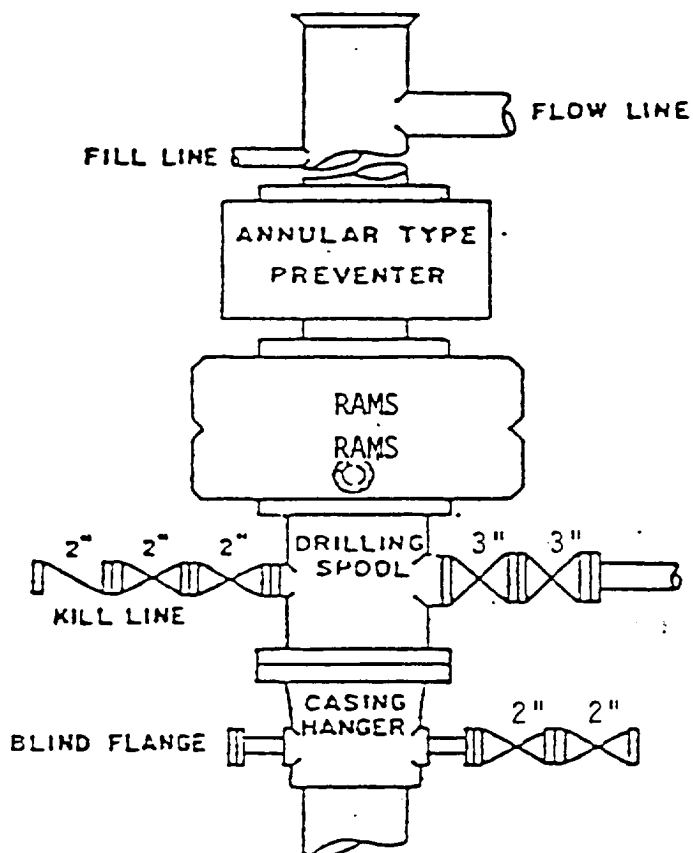 FLOW LINE
FILL LINE
ANNULAR TYPE
PREVENTER
RAMS
RAMS
2" 2" 2"
DRILLING
SPOOL
3" 3"
KILL LINE
CASING
HANGER
2" 2"
BLIND FLANGE